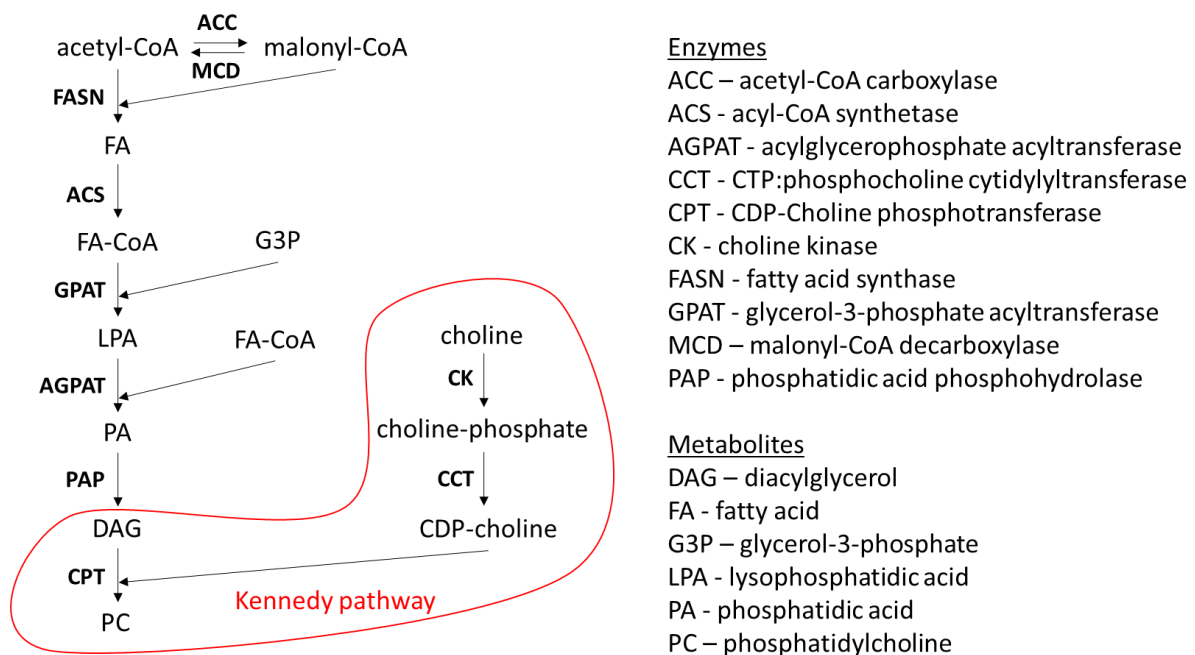 ACC
acetyl-CoA malonyl-CoA
MCD
FASN
FA
ACS
FA-CoA G3P
GPAT
LPA FA-CoA
AGPAT
PA
PAP
DAG
CPT
PC
choline
CK
choline-phosphate
CCT
CDP-choline
Kennedy pathway
Enzymes
ACC – acetyl-CoA carboxylase
ACS - acyl-CoA synthetase
AGPAT - acylglycerophosphate acyltransferase
CCT - CTP:phosphocholine cytidylyltransferase
CPT - CDP-Choline phosphotransferase
CK - choline kinase
FASN - fatty acid synthase
GPAT - glycerol-3-phosphate acyltransferase
MCD – malonyl-CoA decarboxylase
PAP - phosphatidic acid phosphohydrolase
Metabolites
DAG – diacylglycerol
FA - fatty acid
G3P – glycerol-3-phosphate
LPA - lysophosphatidic acid
PA - phosphatidic acid
PC – phosphatidylcholine